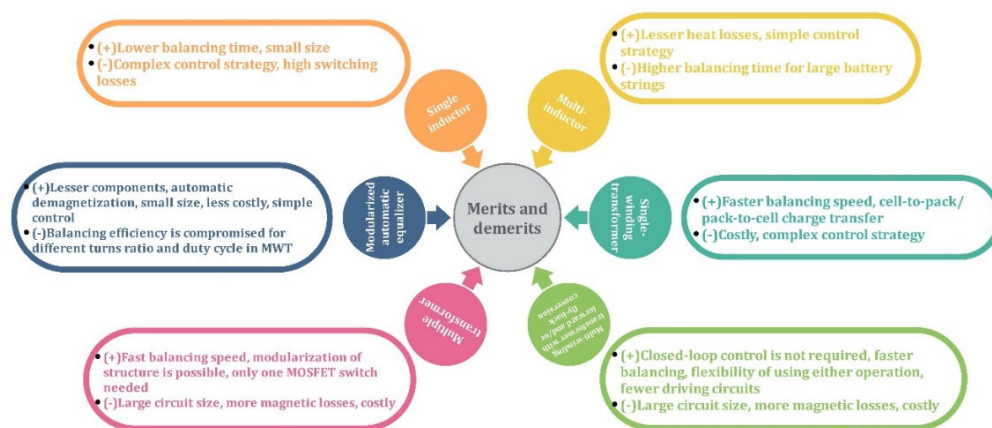 (+)Lower balancing time, small size
(-)Complex control strategy, high switching
losses
(+)Lesser heat losses, simple control
strategy
(-)Higher balancing time for large battery
strings
Single
inductor
Multi-
inductor
(+)Lesser components, automatic
demagnetization, small size, less costly, simple
control
(-)Balancing efficiency is compromised for
different turns ratio and duty cycle in MWT
Modularized
automatic
equalizer
Merits and
demerits
Single-
winding
transformer
(+)Faster balancing speed, cell-to-pack/
pack-to-cell charge transfer
(-)Costly, complex control strategy
Multiple
transformer
Multi-winding
transformer with
forward and/or
fly-back
conversion
(+)Fast balancing speed, modularization of
structure is possible, only one MOSFET switch
needed
(-)Large circuit size, more magnetic losses, costly
(+)Closed-loop control is not required, faster
balancing, flexibility of using either operation,
fewer driving circuits
(-)Large circuit size, more magnetic losses, costly